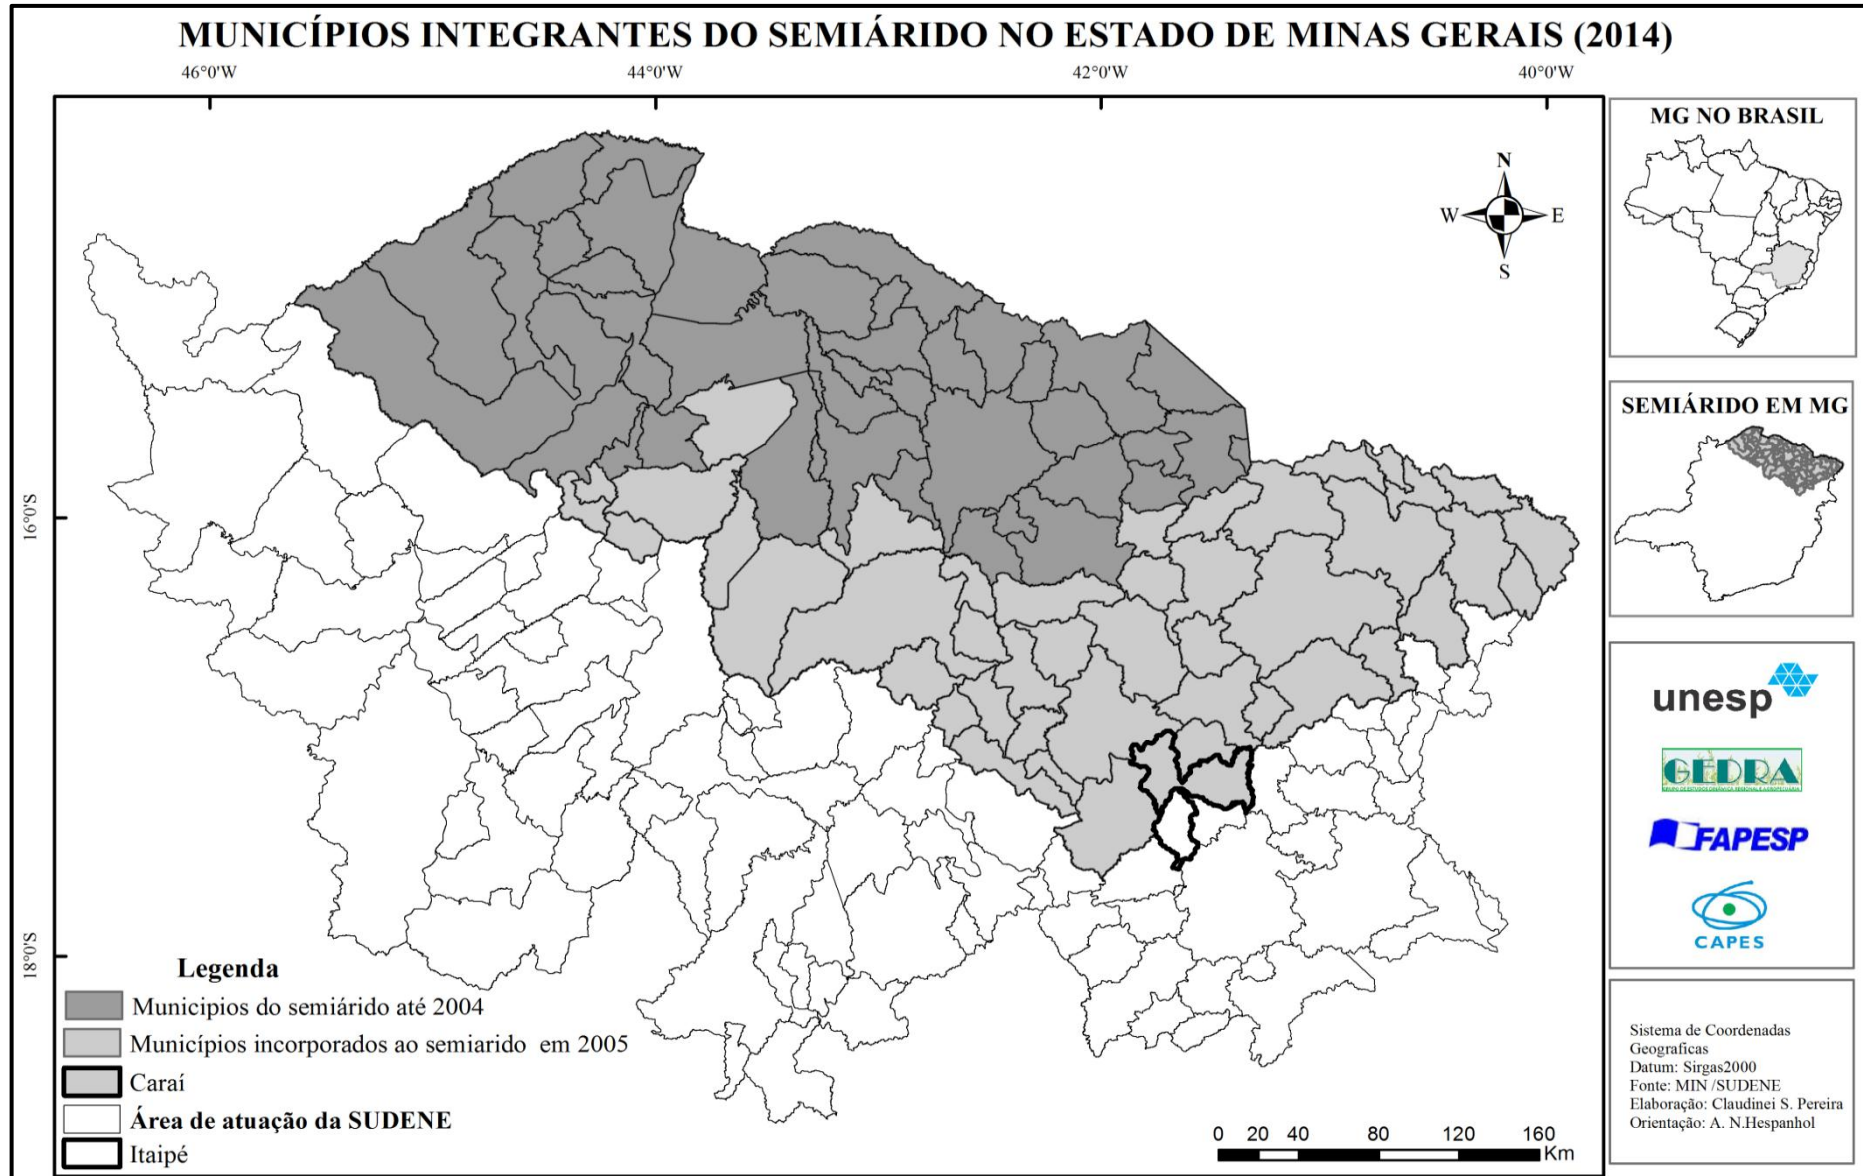 MUNICÍPIOS INTEGRANTES DO SEMIÁRIDO NO ESTADO DE MINAS GERAIS (2014)
46°0'W
44°0'W
42°0'W
40°0'W
16°0'S
18°0'S
N
W
E
S
Legenda
Municipios do semiárido até 2004
Municípios incorporados ao semiarido em 2005
Caraí
Área de atuação da SUDENE
Itaipé
0 20 40 80 120 160
Km
MG NO BRASIL
SEMIÁRIDO EM MG
unesp
GEDRA
FAPESP
CAPES
Sistema de Coordenadas
Geograficas
Datum: Sirgas2000
Fonte: MIN /SUDENE
Elaboração: Claudinei S. Pereira
Orientação: A. N.Hespanhol